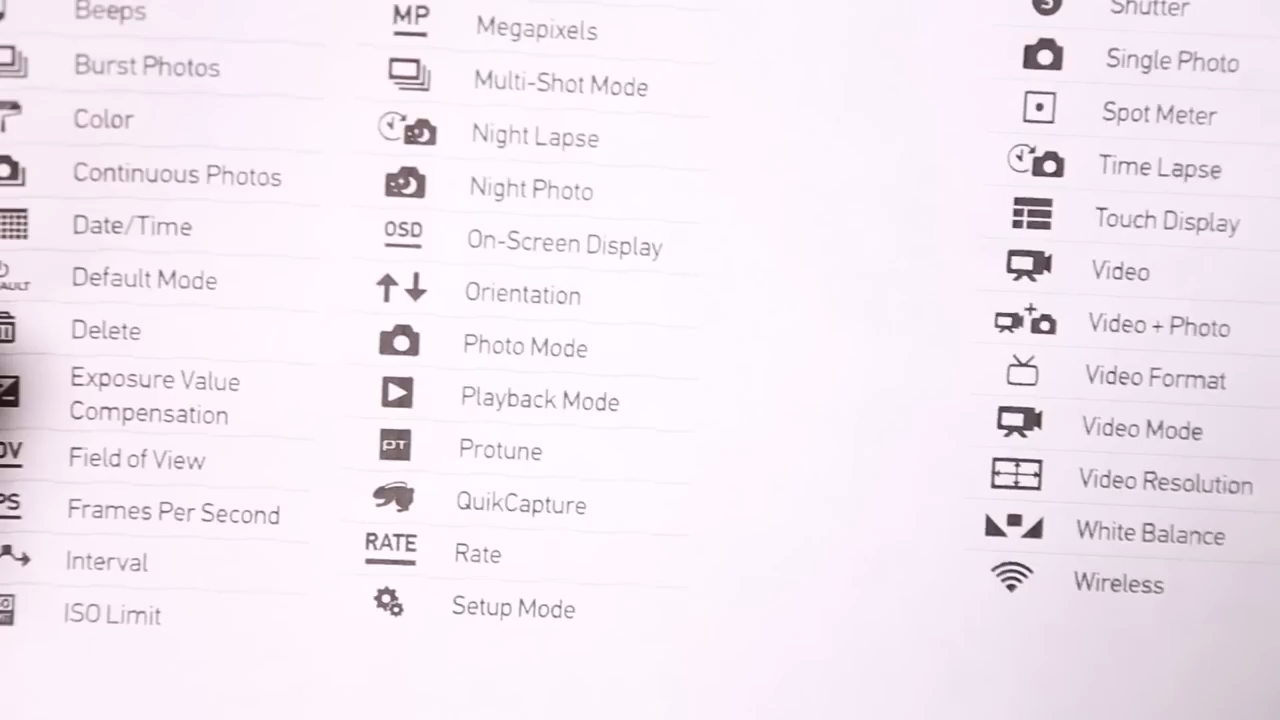 Beeps
Burst Photos
Color
Continuous Photos
Date/Time
Default Mode
Delete
Exposure Value
Compensation
Field of View
Frames Per Second
Interval
ISO Limit
MP Megapixels
Multi-Shot Mode
Night Lapse
Night Photo
OSD On-Screen Display
Orientation
Photo Mode
Playback Mode
PT Protune
QuikCapture
RATE Rate
Setup Mode
Shutter
Single Photo
Spot Meter
Time Lapse
Touch Display
Video
Video + Photo
Video Format
Video Mode
Video Resolution
White Balance
Wireless